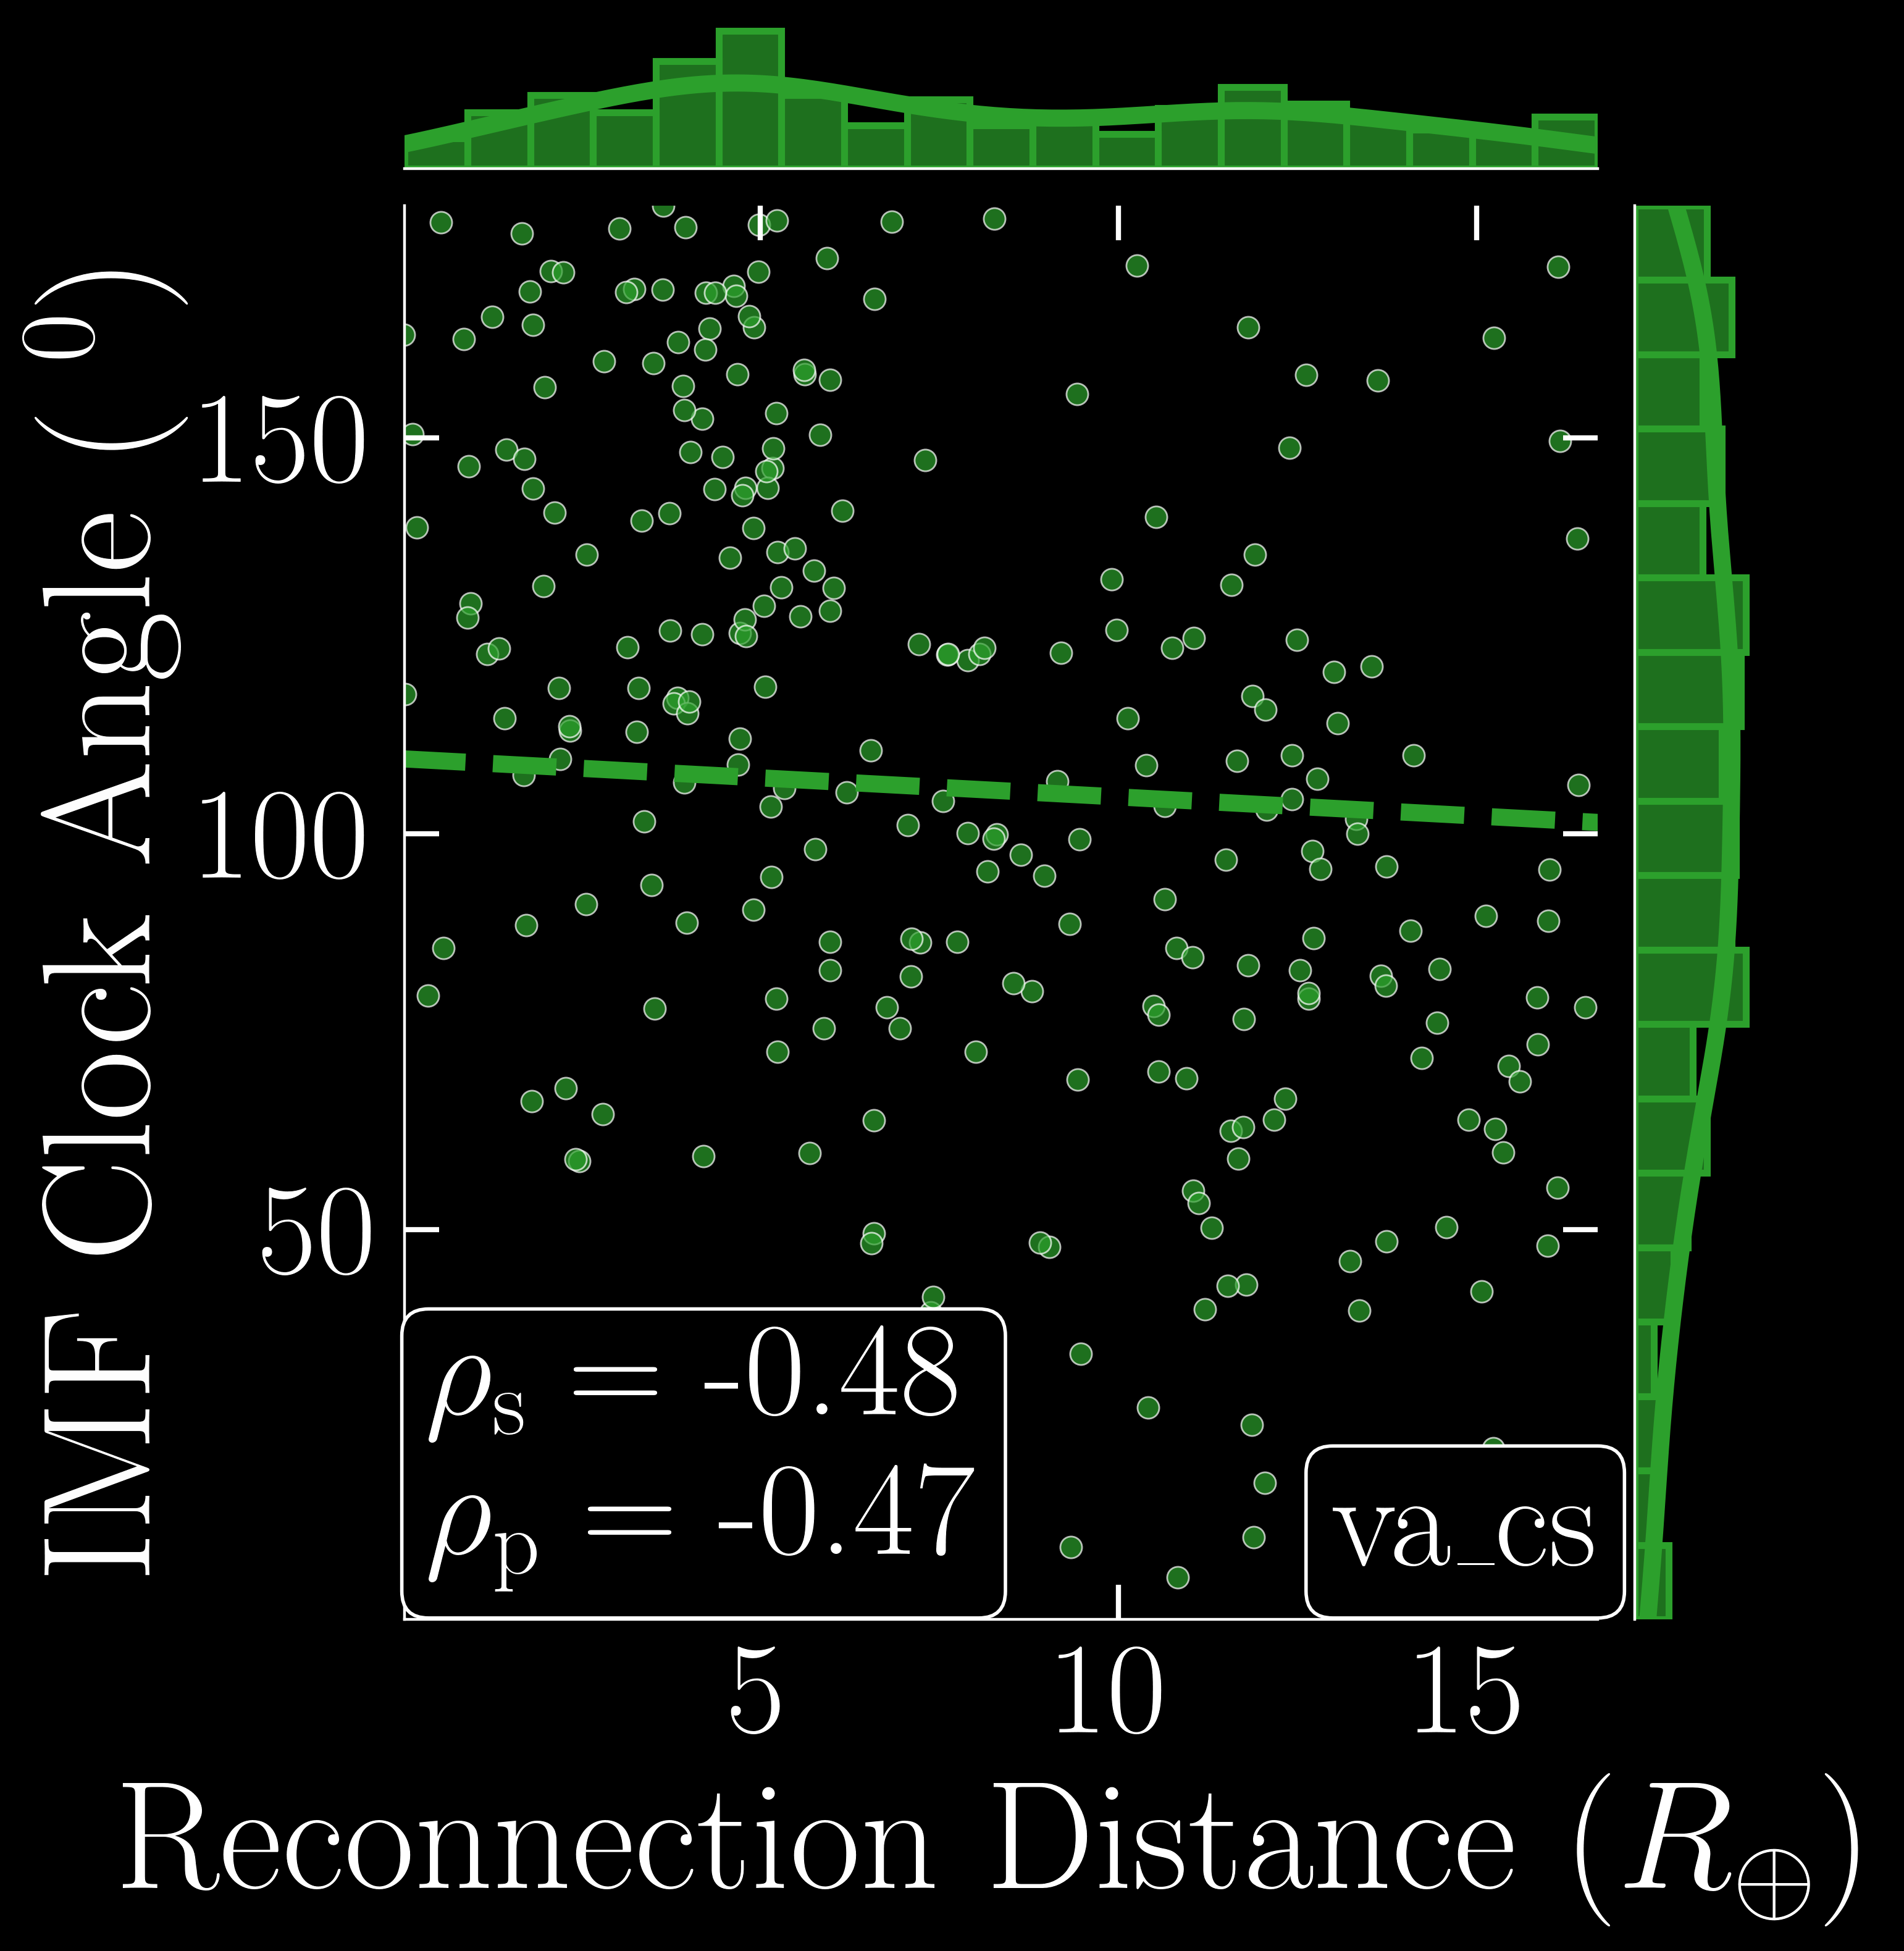 IMF Clock Angle ( 0)
150
100
50
ρs = -0.48
ρp = -0.47
va_cs
5 10 15
Reconnection Distance (R⊕)